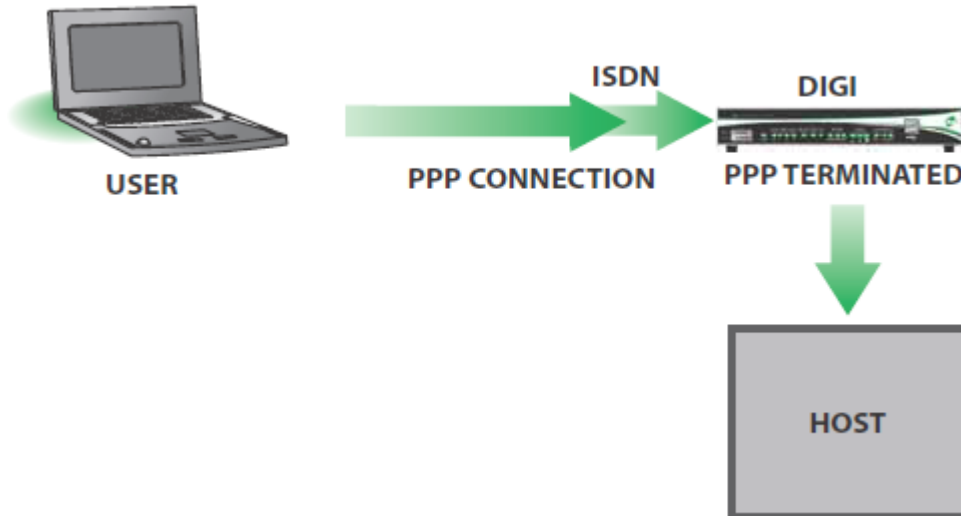 ISDN
DIGI
USER
PPP CONNECTION
PPP TERMINATED
HOST